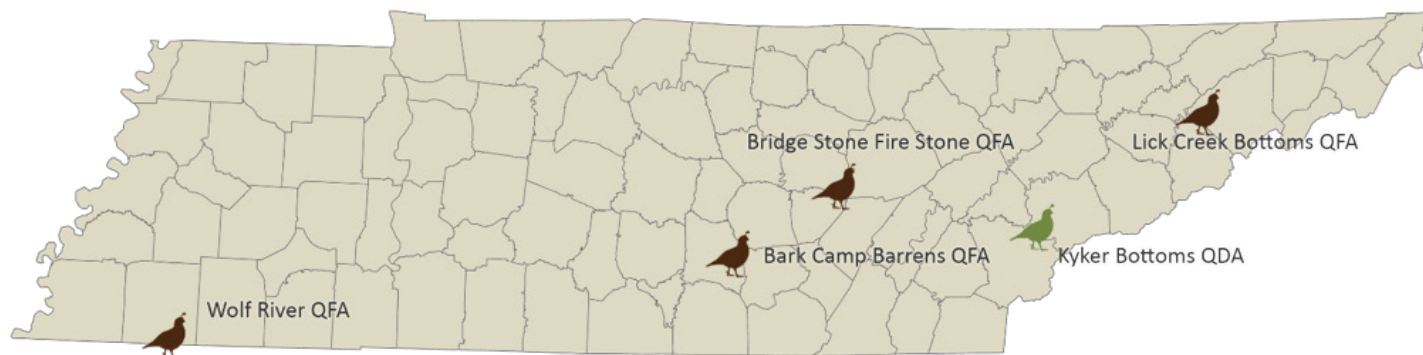 Bridge Stone Fire Stone QFA
Lick Creek Bottoms QFA
Bark Camp Barrens QFA
Kyker Bottoms QDA
Wolf River QFA